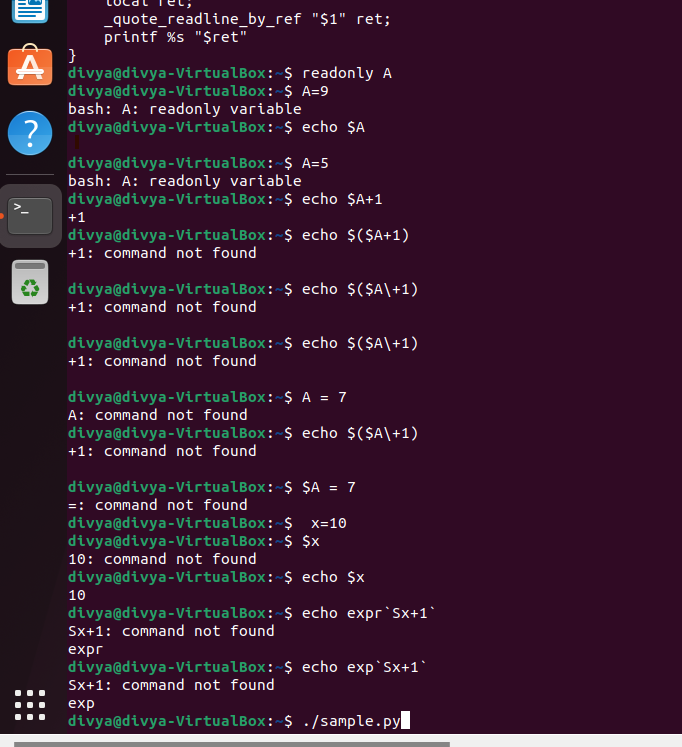 local ret;
_quote_readline_by_ref "$1" ret;
printf %s "$ret"
}
divya@divya-VirtualBox:~$ readonly A
divya@divya-VirtualBox:~$ A=9
bash: A: readonly variable
divya@divya-VirtualBox:~$ echo $A
divya@divya-VirtualBox:~$ A=5
bash: A: readonly variable
divya@divya-VirtualBox:~$ echo $A+1
+1
divya@divya-VirtualBox:~$ echo $($A+1)
+1: command not found
divya@divya-VirtualBox:~$ echo $($A\+1)
+1: command not found
divya@divya-VirtualBox:~$ echo $($A\+1)
+1: command not found
divya@divya-VirtualBox:~$ A = 7
A: command not found
divya@divya-VirtualBox:~$ echo $($A\+1)
+1: command not found
divya@divya-VirtualBox:~$ $A = 7
=: command not found
divya@divya-VirtualBox:~$  x=10
divya@divya-VirtualBox:~$ $x
10: command not found
divya@divya-VirtualBox:~$ echo $x
10
divya@divya-VirtualBox:~$ echo expr`Sx+1`
Sx+1: command not found
expr
divya@divya-VirtualBox:~$ echo exp`Sx+1`
Sx+1: command not found
exp
divya@divya-VirtualBox:~$ ./sample.py